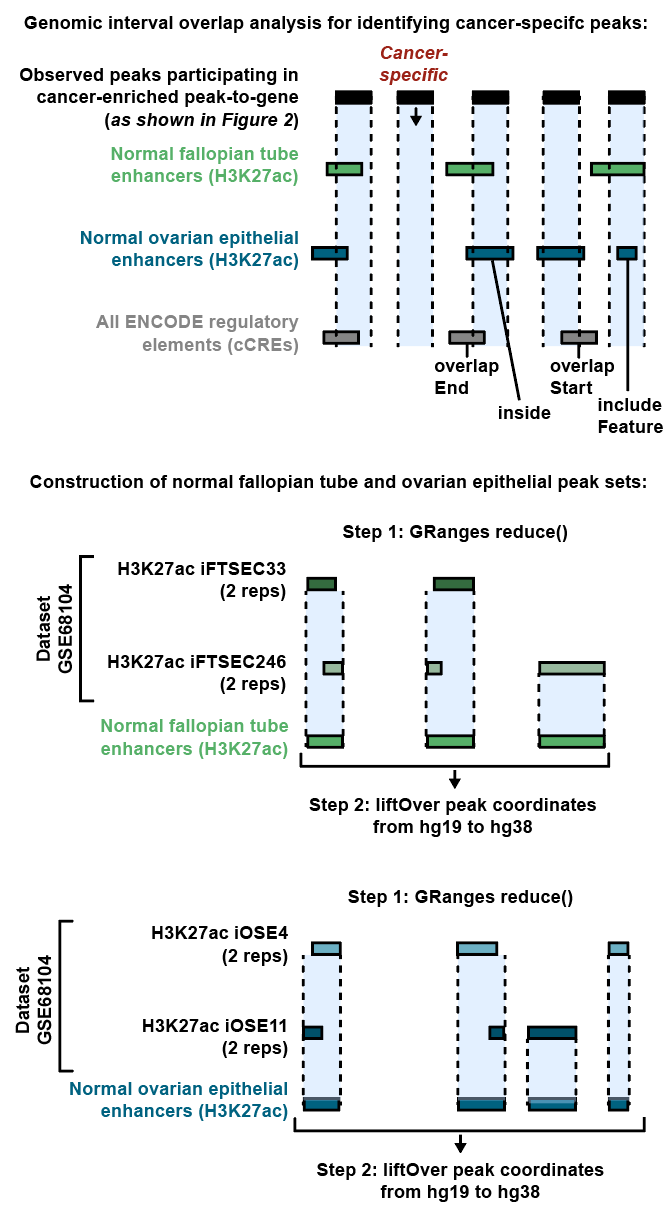 Genomic interval overlap analysis for identifying cancer-specifc peaks:
Cancer-
specific
Observed peaks participating in
cancer-enriched peak-to-gene
(as shown in Figure 2)
Normal fallopian tube
enhancers (H3K27ac)
Normal ovarian epithelial
enhancers (H3K27ac)
All ENCODE regulatory
elements (cCREs)
overlap
End
inside
overlap
Start
include
Feature
Construction of normal fallopian tube and ovarian epithelial peak sets:
Step 1: GRanges reduce()
Dataset
GSE68104
H3K27ac iFTSEC33
(2 reps)
H3K27ac iFTSEC246
(2 reps)
Normal fallopian tube
enhancers (H3K27ac)
Step 2: liftOver peak coordinates
from hg19 to hg38
Step 1: GRanges reduce()
Dataset
GSE68104
H3K27ac iOSE4
(2 reps)
H3K27ac iOSE11
(2 reps)
Normal ovarian epithelial
enhancers (H3K27ac)
Step 2: liftOver peak coordinates
from hg19 to hg38